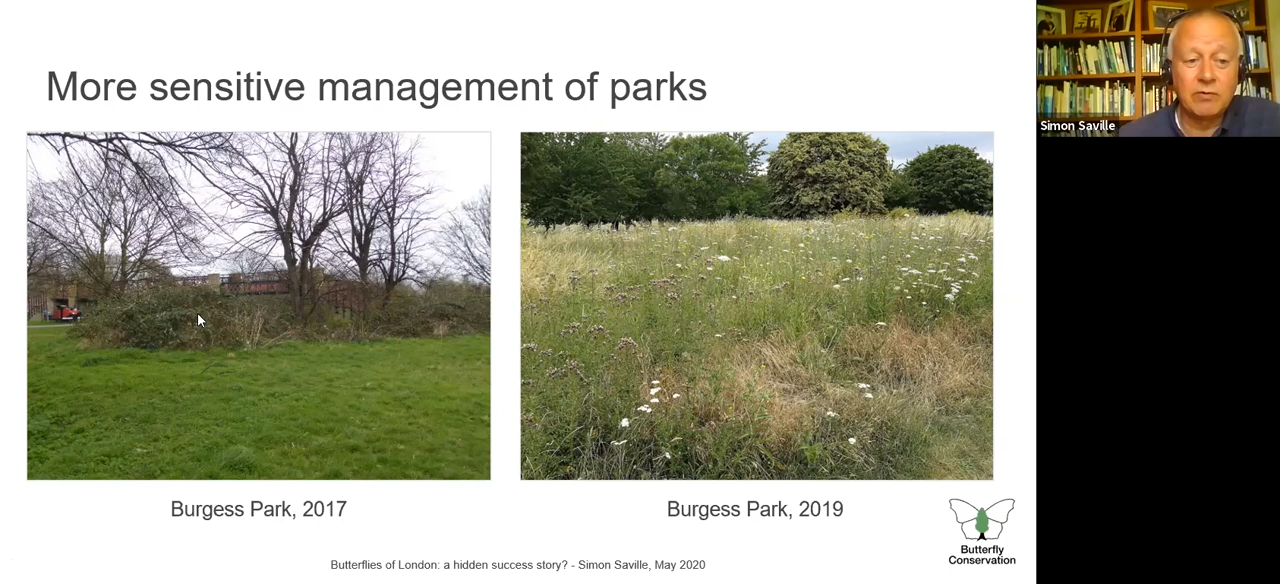 More sensitive management of parks
Simon Saville
Burgess Park, 2017
Burgess Park, 2019
Butterfly
Conservation
Butterflies of London: a hidden success story? - Simon Saville, May 2020